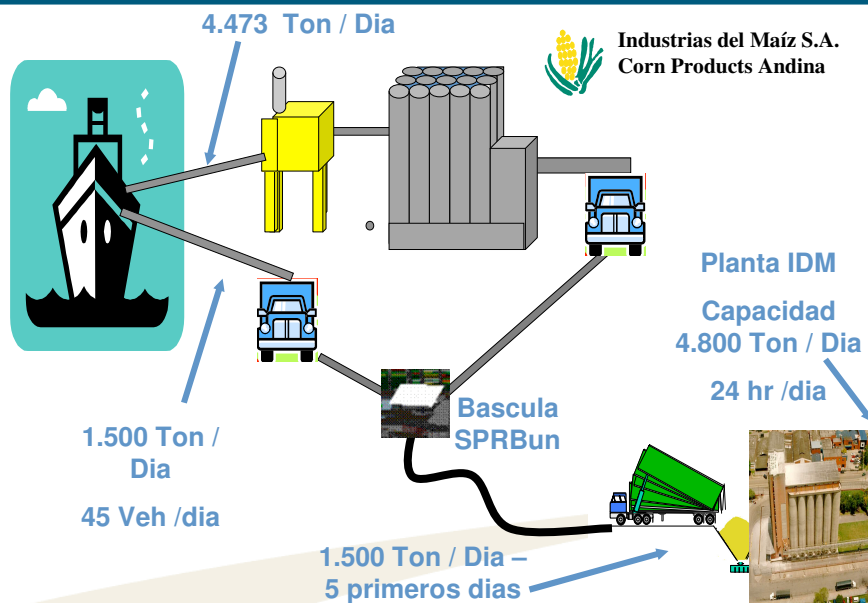 4.473 Ton / Dia
Industrias del Maíz S.A.
Corn Products Andina
Planta IDM
Capacidad
4.800 Ton / Dia
24 hr /dia
Bascula
SPRBun
1.500 Ton /
Dia
45 Veh /dia
1.500 Ton / Dia –
5 primeros dias